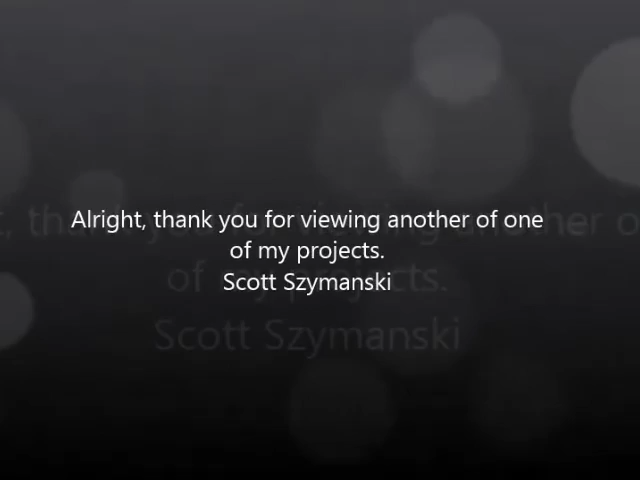 Alright, thank you for viewing another of one
of my projects.
Scott Szymanski